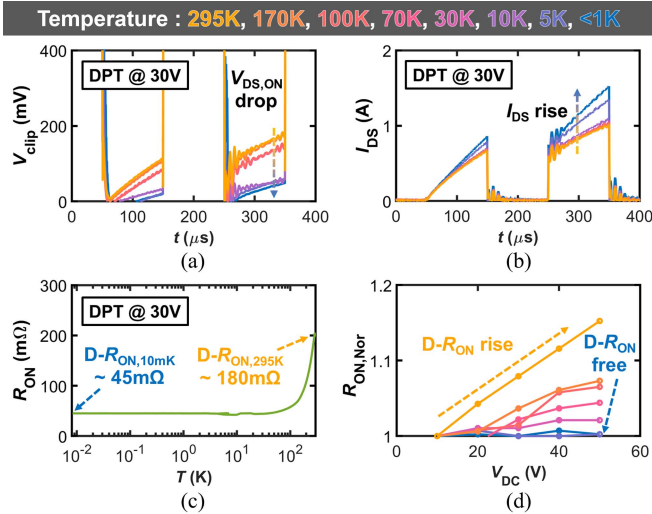 Temperature : 295K, 170K, 100K, 70K, 30K, 10K, 5K, <1K
400
300
200
100
0
V_clip (mV)
DPT @ 30V
V_DS,ON
drop
0 100 200 300 400
t (μs)
(a)
2
1
0
I_DS (A)
DPT @ 30V
I_DS rise
0 100 200 300 400
t (μs)
(b)
300
200
100
0
R_ON (mΩ)
DPT @ 30V
D-R_ON,10mK
~ 45mΩ
D-R_ON,295K
~ 180mΩ
10^-2 10^-1 10^0 10^1 10^2
T (K)
(c)
1.2
1.1
1
R_ON,Nor
D-R_ON rise
D-R_ON
free
0 20 40 60
V_DC (V)
(d)